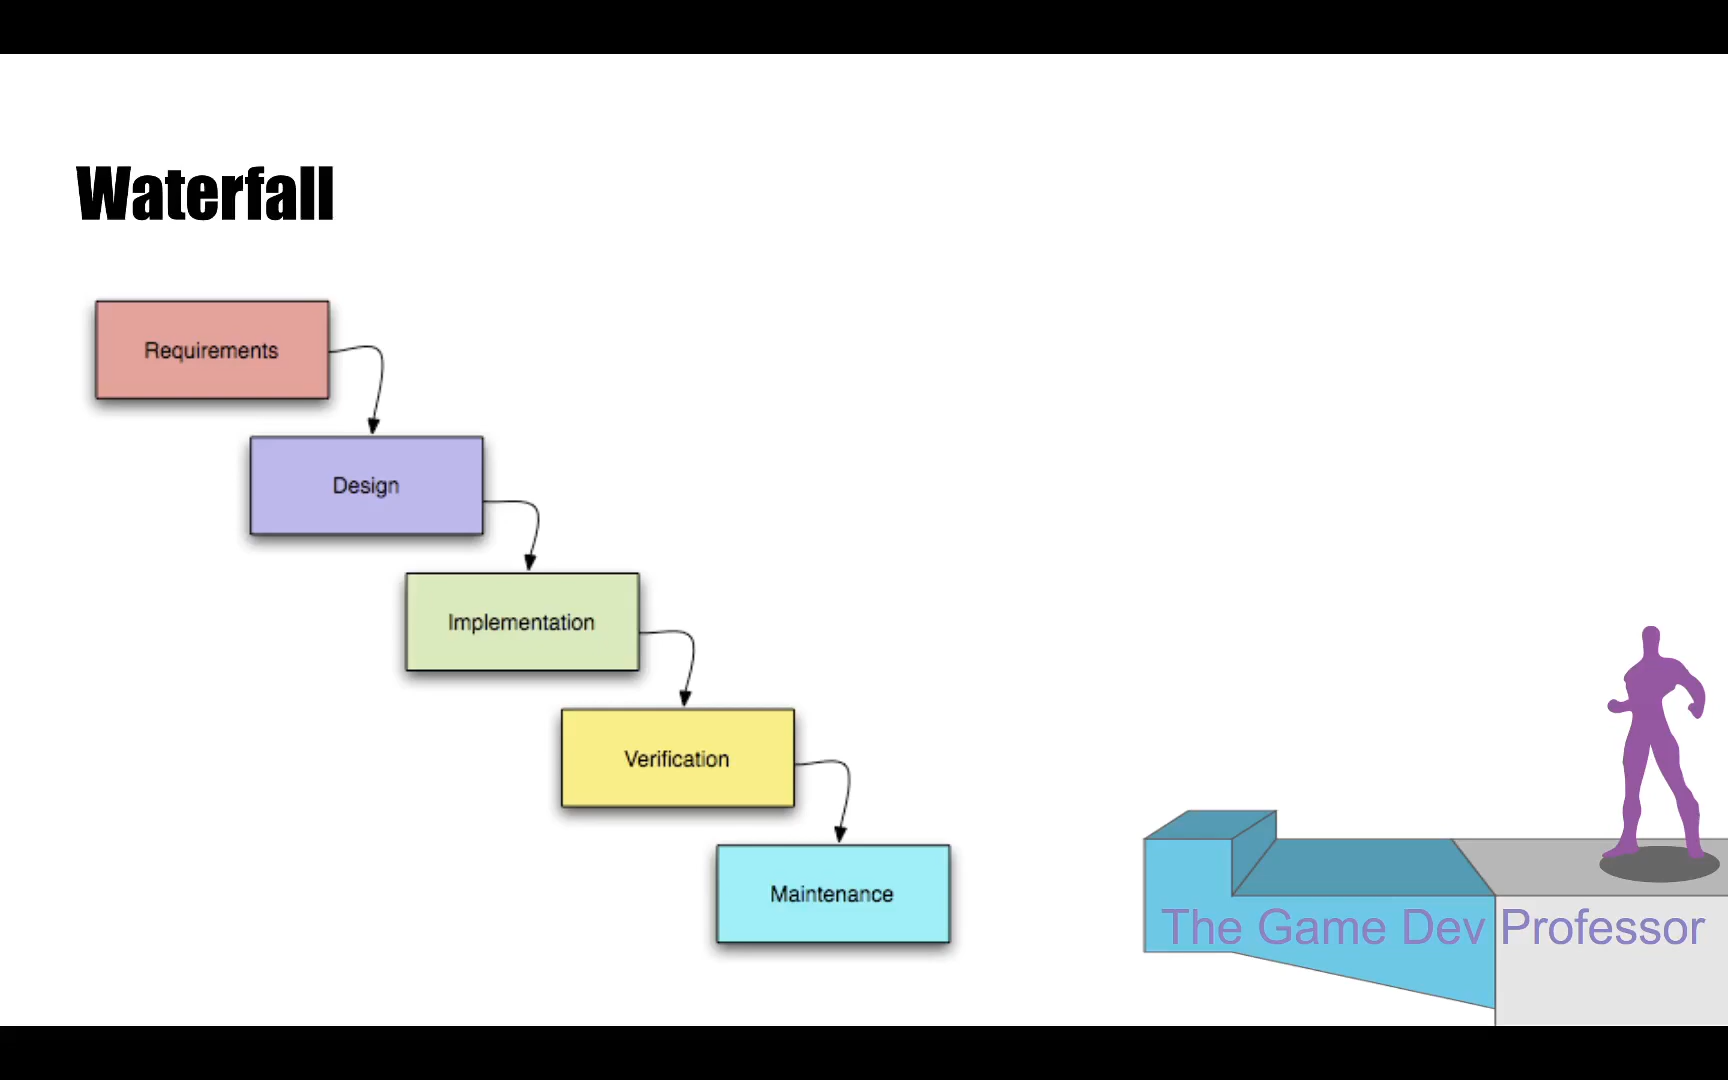 Waterfall
Requirements
Design
Implementation
Verification
Maintenance
The Game Dev Professor